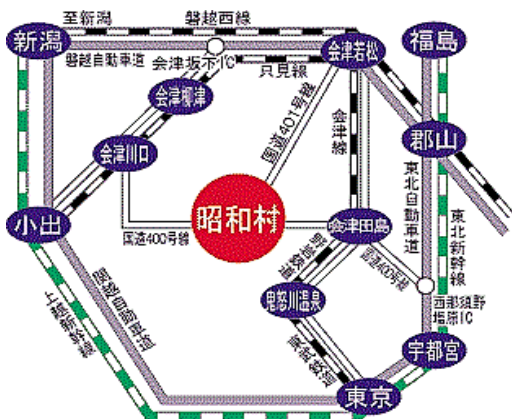 至新潟
磐越西線
新潟
会津若松
福島
磐越自動車道
会津坂下IC
只見線
会津柳津
国道401号線
会津線
郡山
会津川口
東北自動車道
昭和村
小出
国道400号線
会津田島
東北新幹線
国道400号線
野岩鉄道
鬼怒川温泉
西那須野
塩原IC
上越新幹線
関越自動車道
東武鉄道
宇都宮
東京